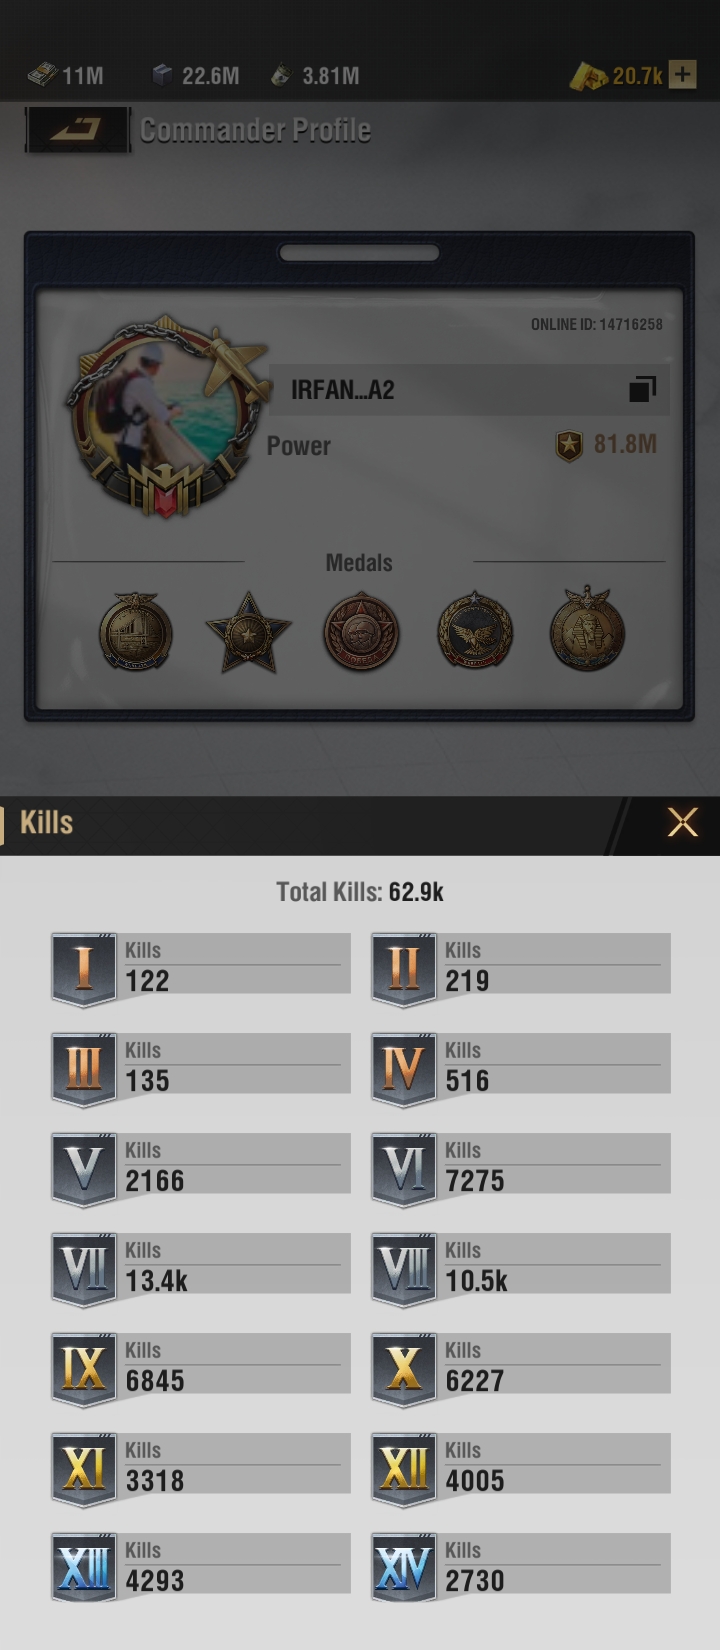 11M 22.6M 3.81M 20.7k
Commander Profile
ONLINE ID: 14716258
IRFAN...A2
Power 81.8M
Medals
Kills
Total Kills: 62.9k
I Kills II Kills
122 219
III Kills IV Kills
135 516
V Kills VI Kills
2166 7275
VII Kills VIII Kills
13.4k 10.5k
IX Kills X Kills
6845 6227
XI Kills XII Kills
3318 4005
XIII Kills XIV Kills
4293 2730